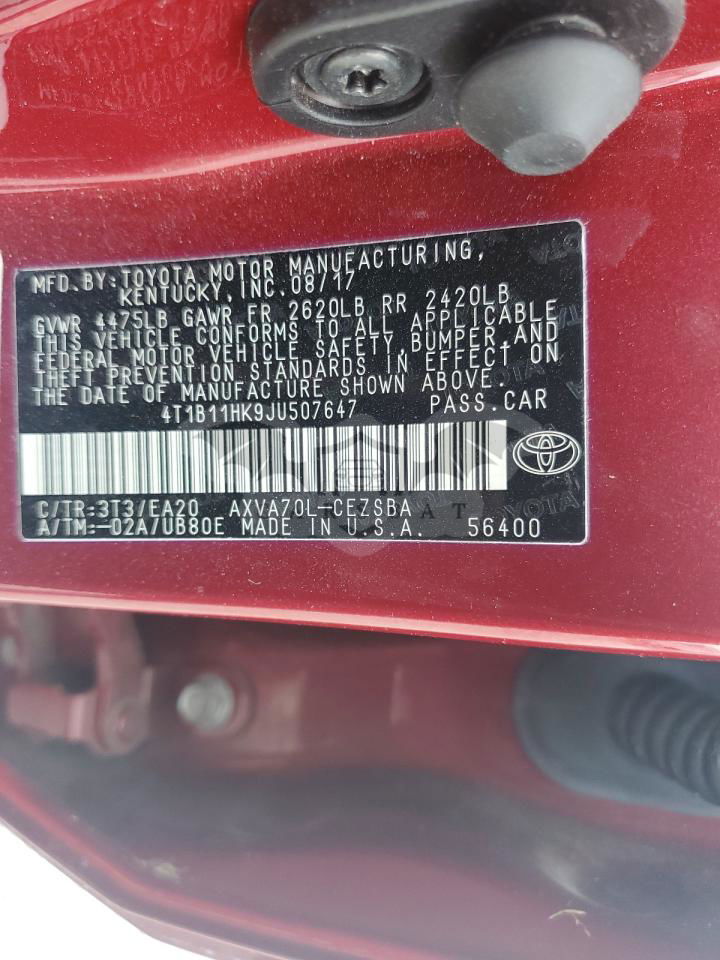 MFD.BY:TOYOTA MOTOR MANUFACTURING,
KENTUCKY,INC.08/17
GVWR 4475LB GAWR FR 2620LB RR 2420LB
THIS VEHICLE CONFORMS TO ALL APPLICABLE
FEDERAL MOTOR VEHICLE SAFETY,BUMPER,AND
THEFT PREVENTION STANDARDS IN EFFECT ON
THE DATE OF MANUFACTURE SHOWN ABOVE.
4T1B11HK9JU507647 PASS.CAR
C/TR:3T3/EA20 AXVA70L-CEZSBA
A/TM:-02A/UB80E MADE IN U.S.A. 56400